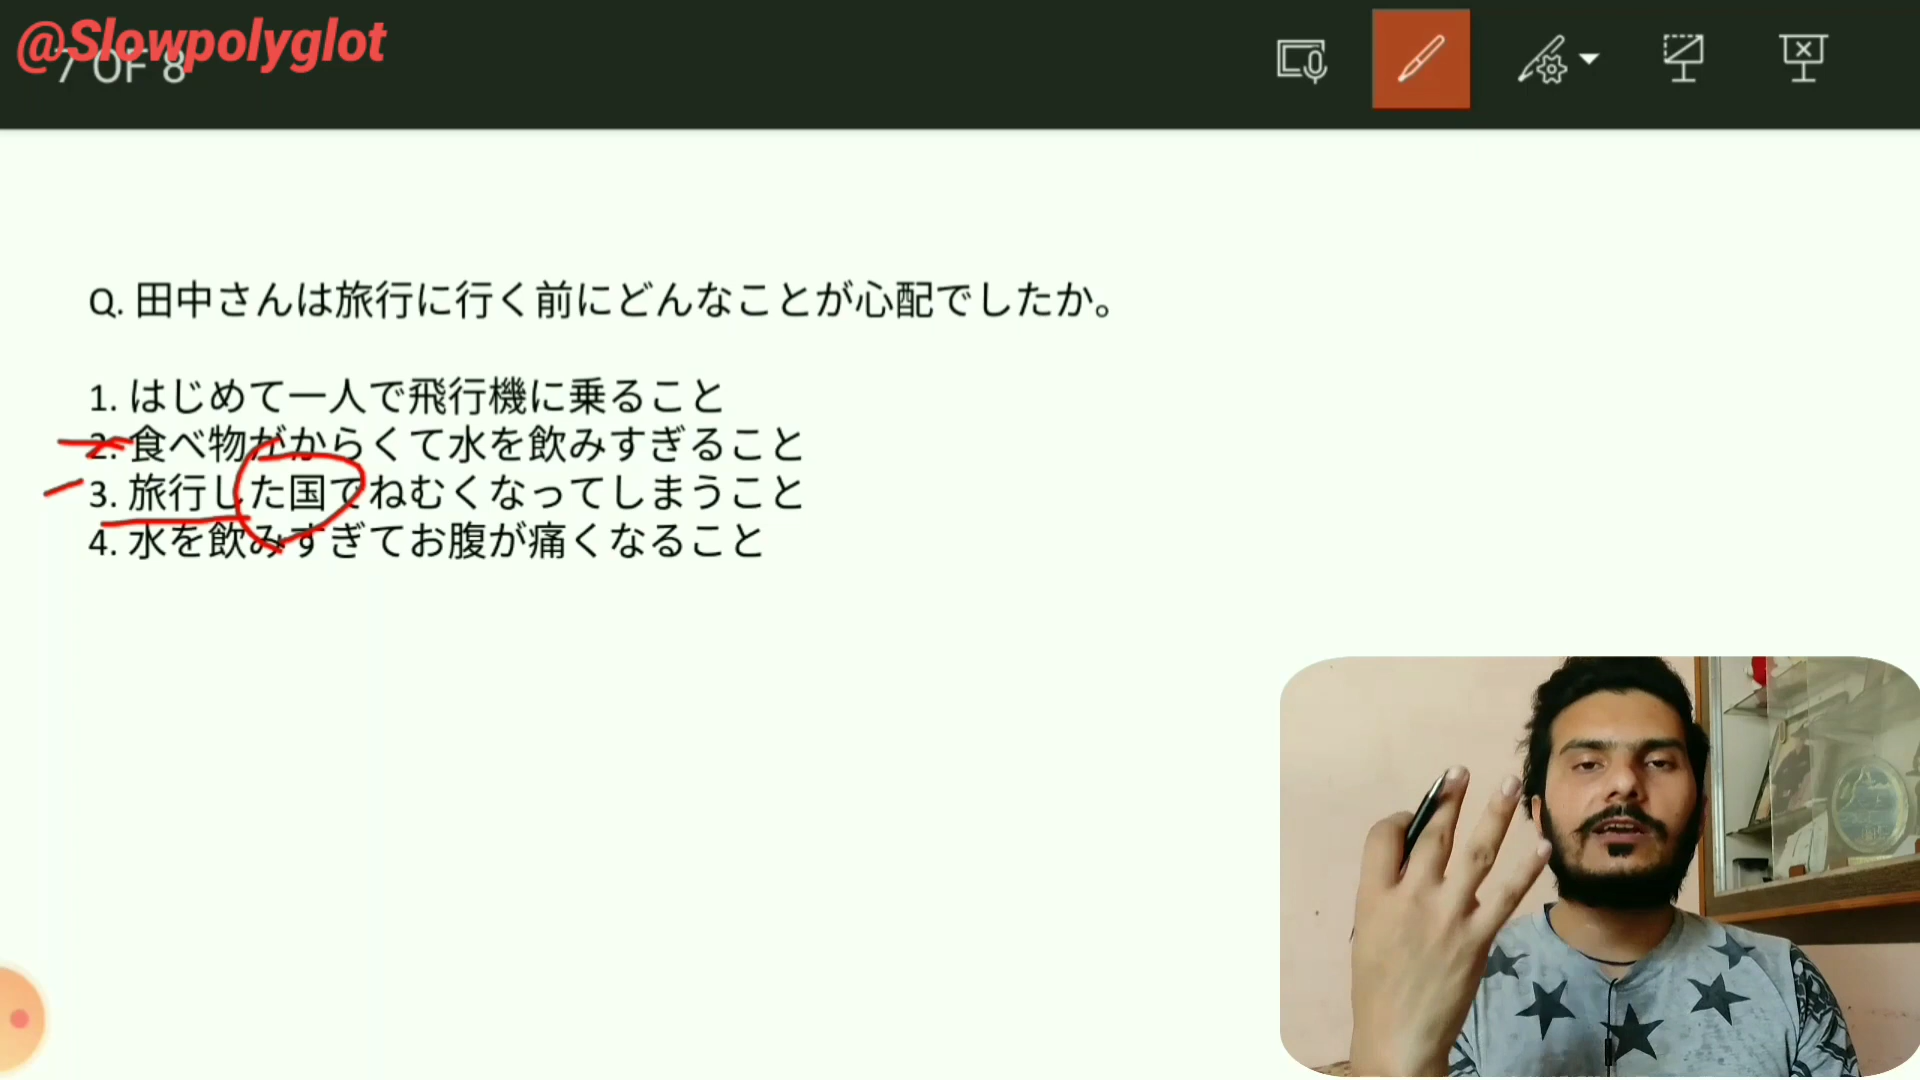 @Slowpolyglot
7 OF 8
Q. 田中さんは旅行に行く前にどんなことが心配でしたか。
1. はじめて一人で飛行機に乗ること
2. 食べ物がからくて水を飲みすぎること
3. 旅行した国でねむくなってしまうこと
4. 水を飲みすぎてお腹が痛くなること